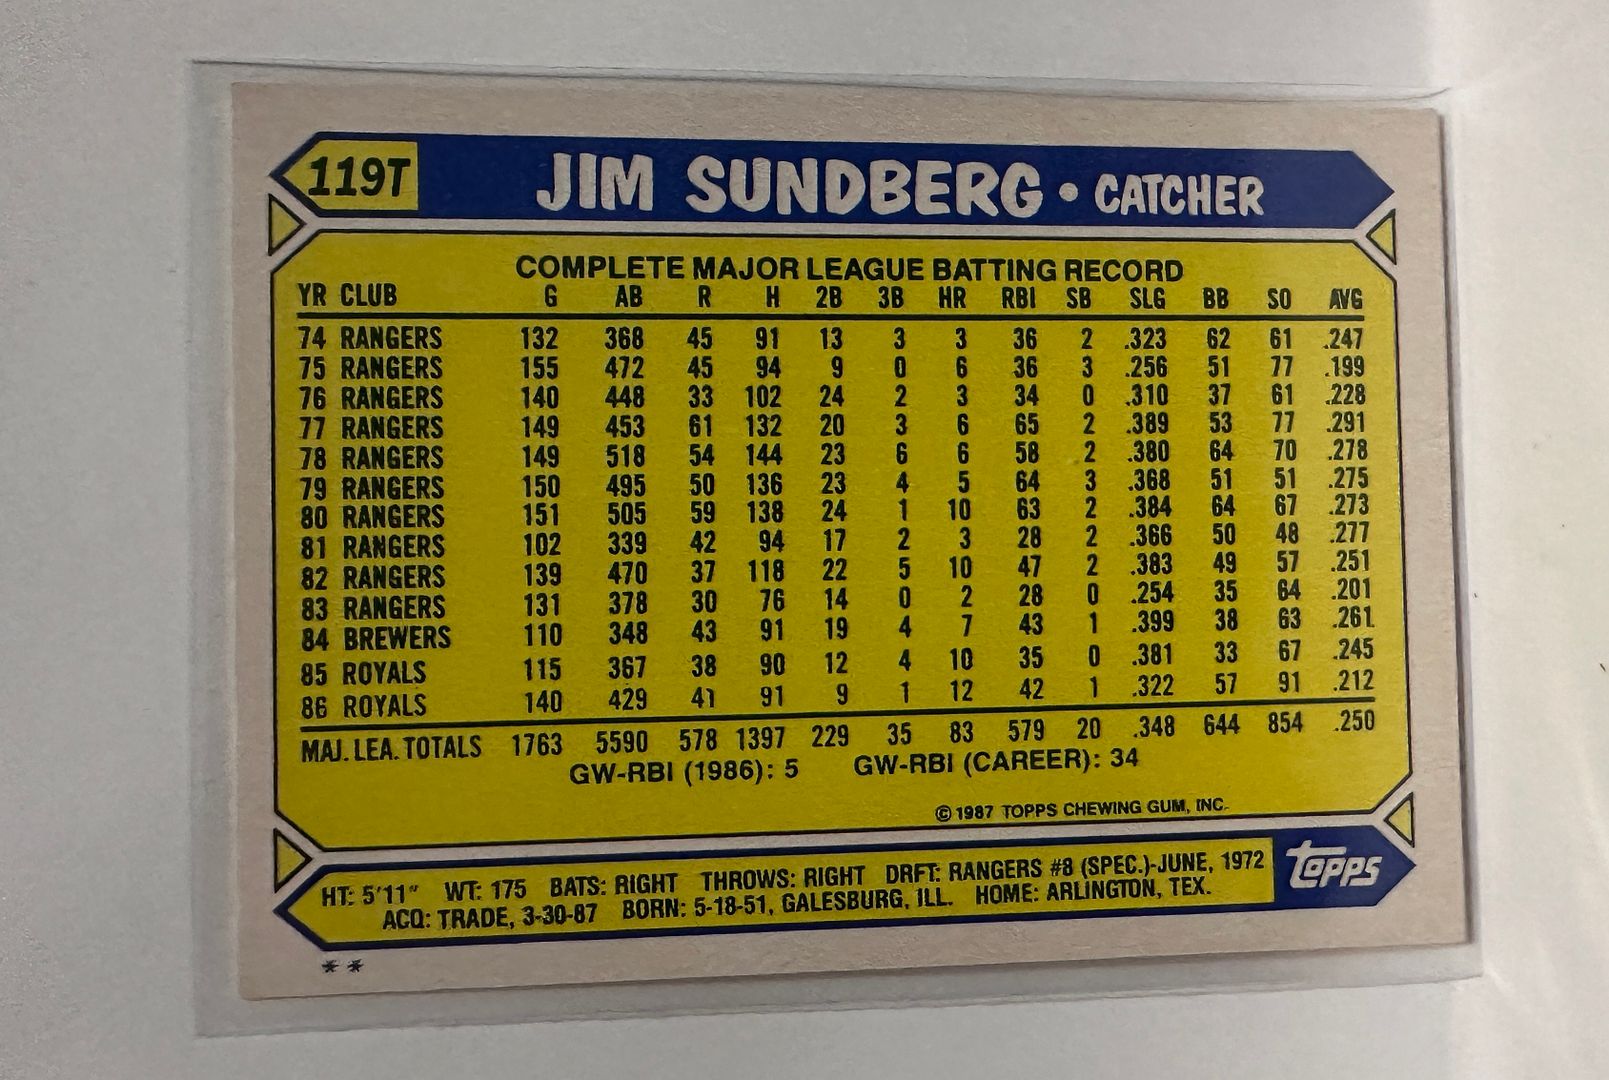 119T JIM SUNDBERG • CATCHER
COMPLETE MAJOR LEAGUE BATTING RECORD
YR CLUB G AB R H 2B 3B HR RBI SB SLG BB SO AVG
74 RANGERS 132 368 45 91 13 3 3 36 2 .323 62 61 .247
75 RANGERS 155 472 45 94 9 0 6 36 3 .256 51 77 .199
76 RANGERS 140 448 33 102 24 2 3 34 0 .310 37 61 .228
77 RANGERS 149 453 61 132 20 3 6 65 2 .389 53 77 .291
78 RANGERS 149 518 54 144 23 6 6 58 2 .380 64 70 .278
79 RANGERS 150 495 50 136 23 4 5 64 3 .368 51 51 .275
80 RANGERS 151 505 59 138 24 1 10 63 2 .384 64 67 .273
81 RANGERS 102 339 42 94 17 2 3 28 2 .366 50 48 .277
82 RANGERS 139 470 37 118 22 5 10 47 2 .383 49 57 .251
83 RANGERS 131 378 30 76 14 0 2 28 0 .254 35 64 .201
84 BREWERS 110 348 43 91 19 4 7 43 1 .399 38 63 .261
85 ROYALS 115 367 38 90 12 4 10 35 0 .381 33 67 .245
86 ROYALS 140 429 41 91 9 1 12 42 1 .322 57 91 .212
MAJ. LEA. TOTALS 1763 5590 578 1397 229 35 83 579 20 .348 644 854 .250
GW-RBI (1986): 5 GW-RBI (CAREER): 34
© 1987 TOPPS CHEWING GUM, INC.
HT: 5'11" WT: 175 BATS: RIGHT THROWS: RIGHT DRFT: RANGERS #8 (SPEC.)-JUNE, 1972
ACQ: TRADE, 3-30-87 BORN: 5-18-51, GALESBURG, ILL. HOME: ARLINGTON, TEX.
topps
**